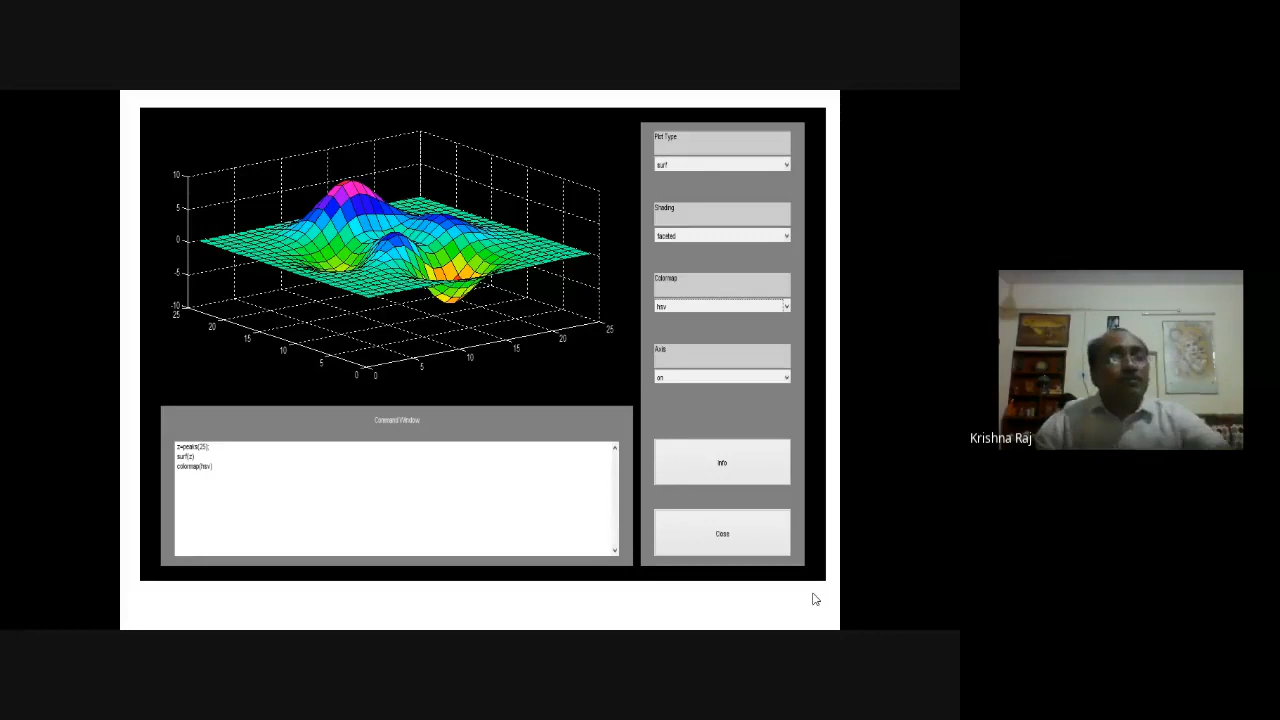 10
5
0
-5
-10
25
20
15
10
5
0
0
5
10
15
20
25
Plot Type
surf
Shading
faceted
Colormap
hsv
Axis
on
Info
Close
Command Window
z=peaks(25);
surf(z)
colormap(hsv)
Krishna Raj